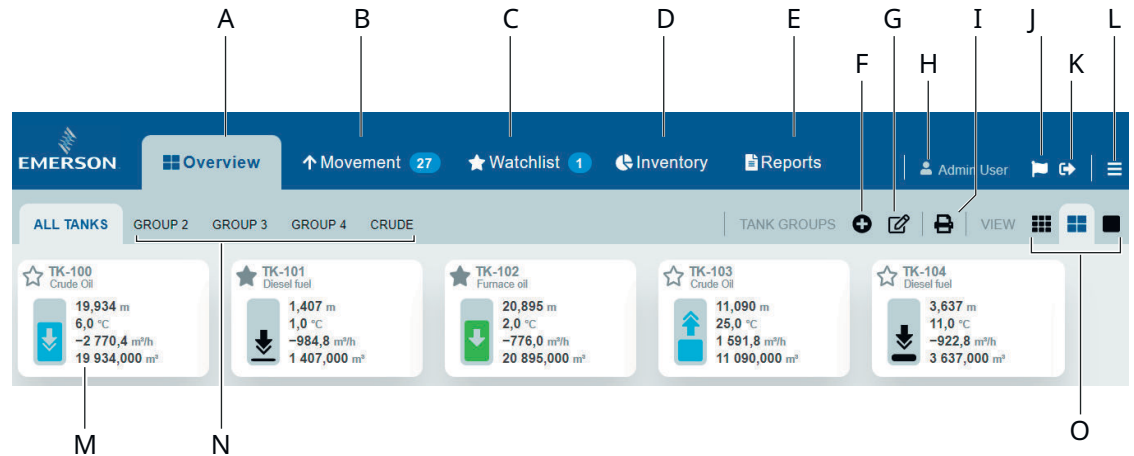 A B C D E G I J L
F H K
EMERSON Overview Movement 27 Watchlist 1 Inventory Reports Admin User
ALL TANKS GROUP 2 GROUP 3 GROUP 4 CRUDE TANK GROUPS VIEW
TK-100
Crude Oil
19,934 m
6,0 °C
−2 770,4 m³/h
19 934,000 m³
TK-101
Diesel fuel
1,407 m
1,0 °C
−984,8 m³/h
1 407,000 m³
TK-102
Furnace oil
20,895 m
2,0 °C
−776,0 m³/h
20 895,000 m³
TK-103
Crude Oil
11,090 m
25,0 °C
1 591,8 m³/h
11 090,000 m³
TK-104
Diesel fuel
3,637 m
11,0 °C
−922,8 m³/h
3 637,000 m³
M N O